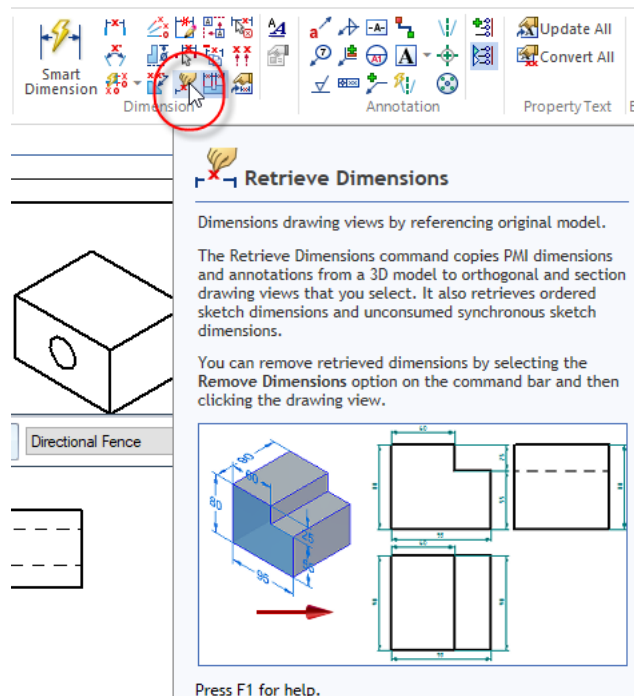 Smart
Dimension
Dimension
Annotation
Update All
Convert All
Property Text
Retrieve Dimensions
Dimensions drawing views by referencing original model.
The Retrieve Dimensions command copies PMI dimensions
and annotations from a 3D model to orthogonal and section
drawing views that you select. It also retrieves ordered
sketch dimensions and unconsumed synchronous sketch
dimensions.
You can remove retrieved dimensions by selecting the
Remove Dimensions option on the command bar and then
clicking the drawing view.
Directional Fence
90
60
80
Press F1 for help.